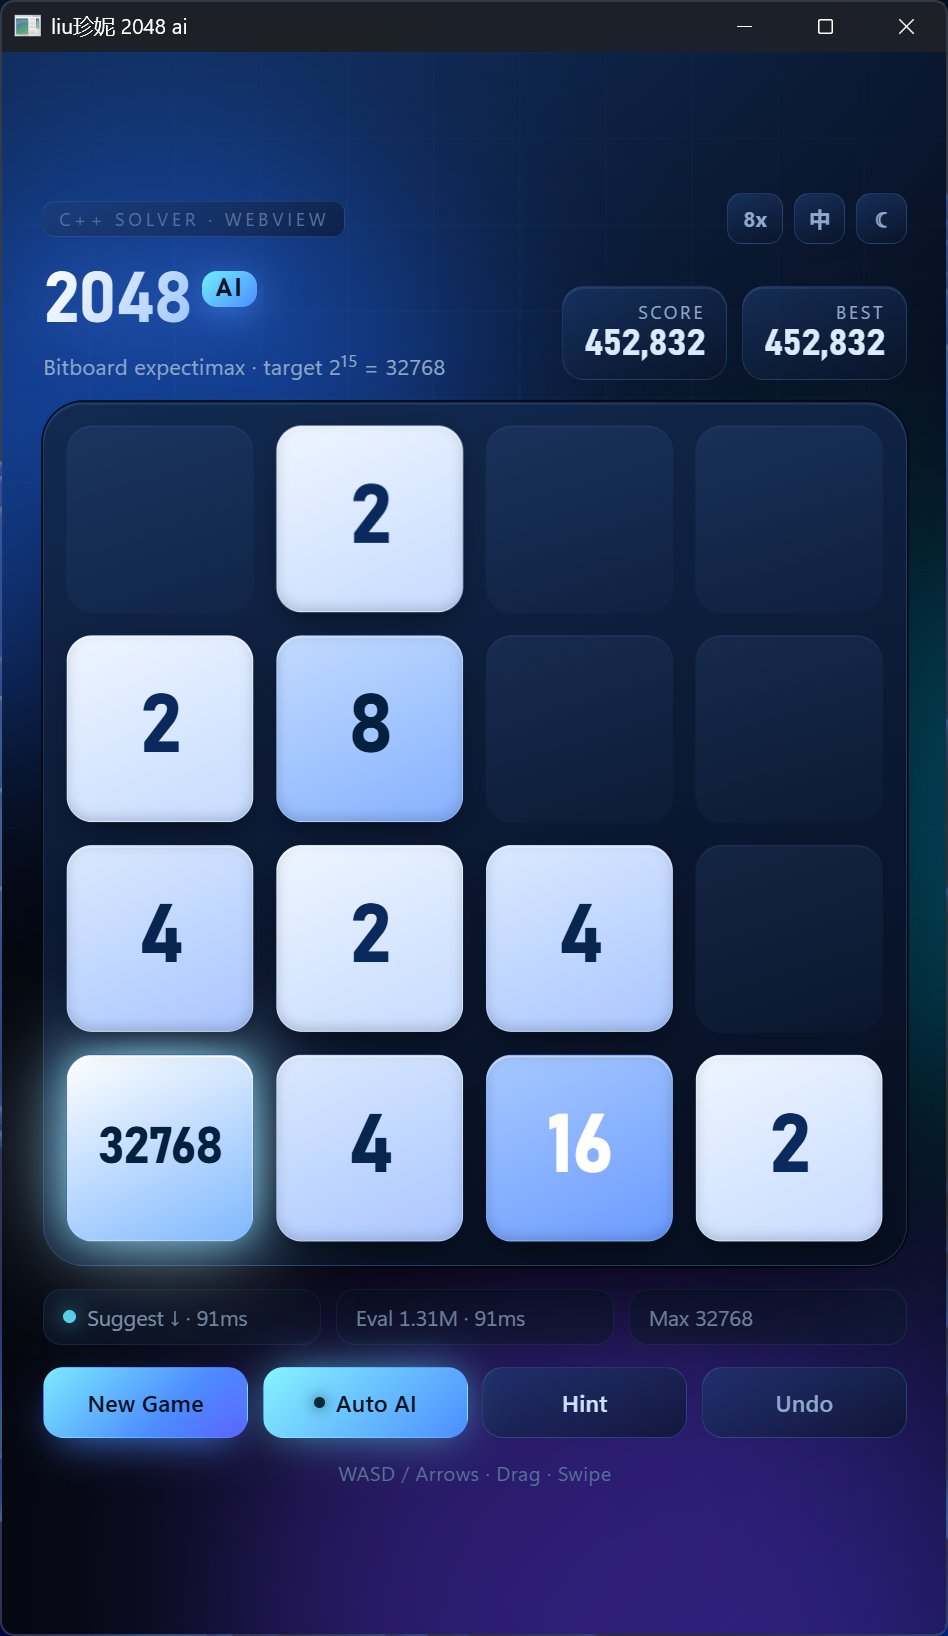 liu珍妮 2048 ai
C++ SOLVER · WEBVIEW
8x 中
2048 AI
SCORE
452,832
BEST
452,832
Bitboard expectimax · target 2¹⁵ = 32768
2
2 8
4 2 4
32768 4 16 2
Suggest ↓ · 91ms
Eval 1.31M · 91ms
Max 32768
New Game
Auto AI
Hint
Undo
WASD / Arrows · Drag · Swipe